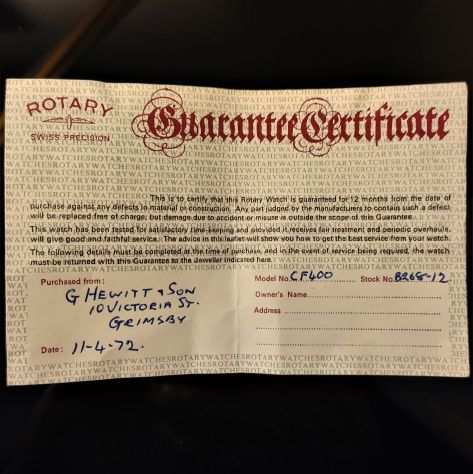 ROTARY
SWISS PRECISION
Guarantee Certificate
This is to certify that this Rotary Watch is guaranteed for 12 months from the date of
purchase against any defects in material or construction. Any part judged by the manufacturers to contain such a defect
will be replaced free of charge, but damage due to accident or misuse is outside the scope of this Guarantee.
This watch has been tested for satisfactory time-keeping and provided it receives fair treatment and periodic overhauls,
will give good and faithful service. The advice in this leaflet will show you how to get the best service from your watch.
The following details must be completed at the time of purchase, and in the event of service being required, the watch
must be returned with this Guarantee to the Jeweller indicated here.
Purchased from:
G HEWITT & SON
10 VICTORIA ST.
GRIMSBY
Date: 11-4-72.
Model No. CF400 Stock No. B268-12
Owner's Name
Address